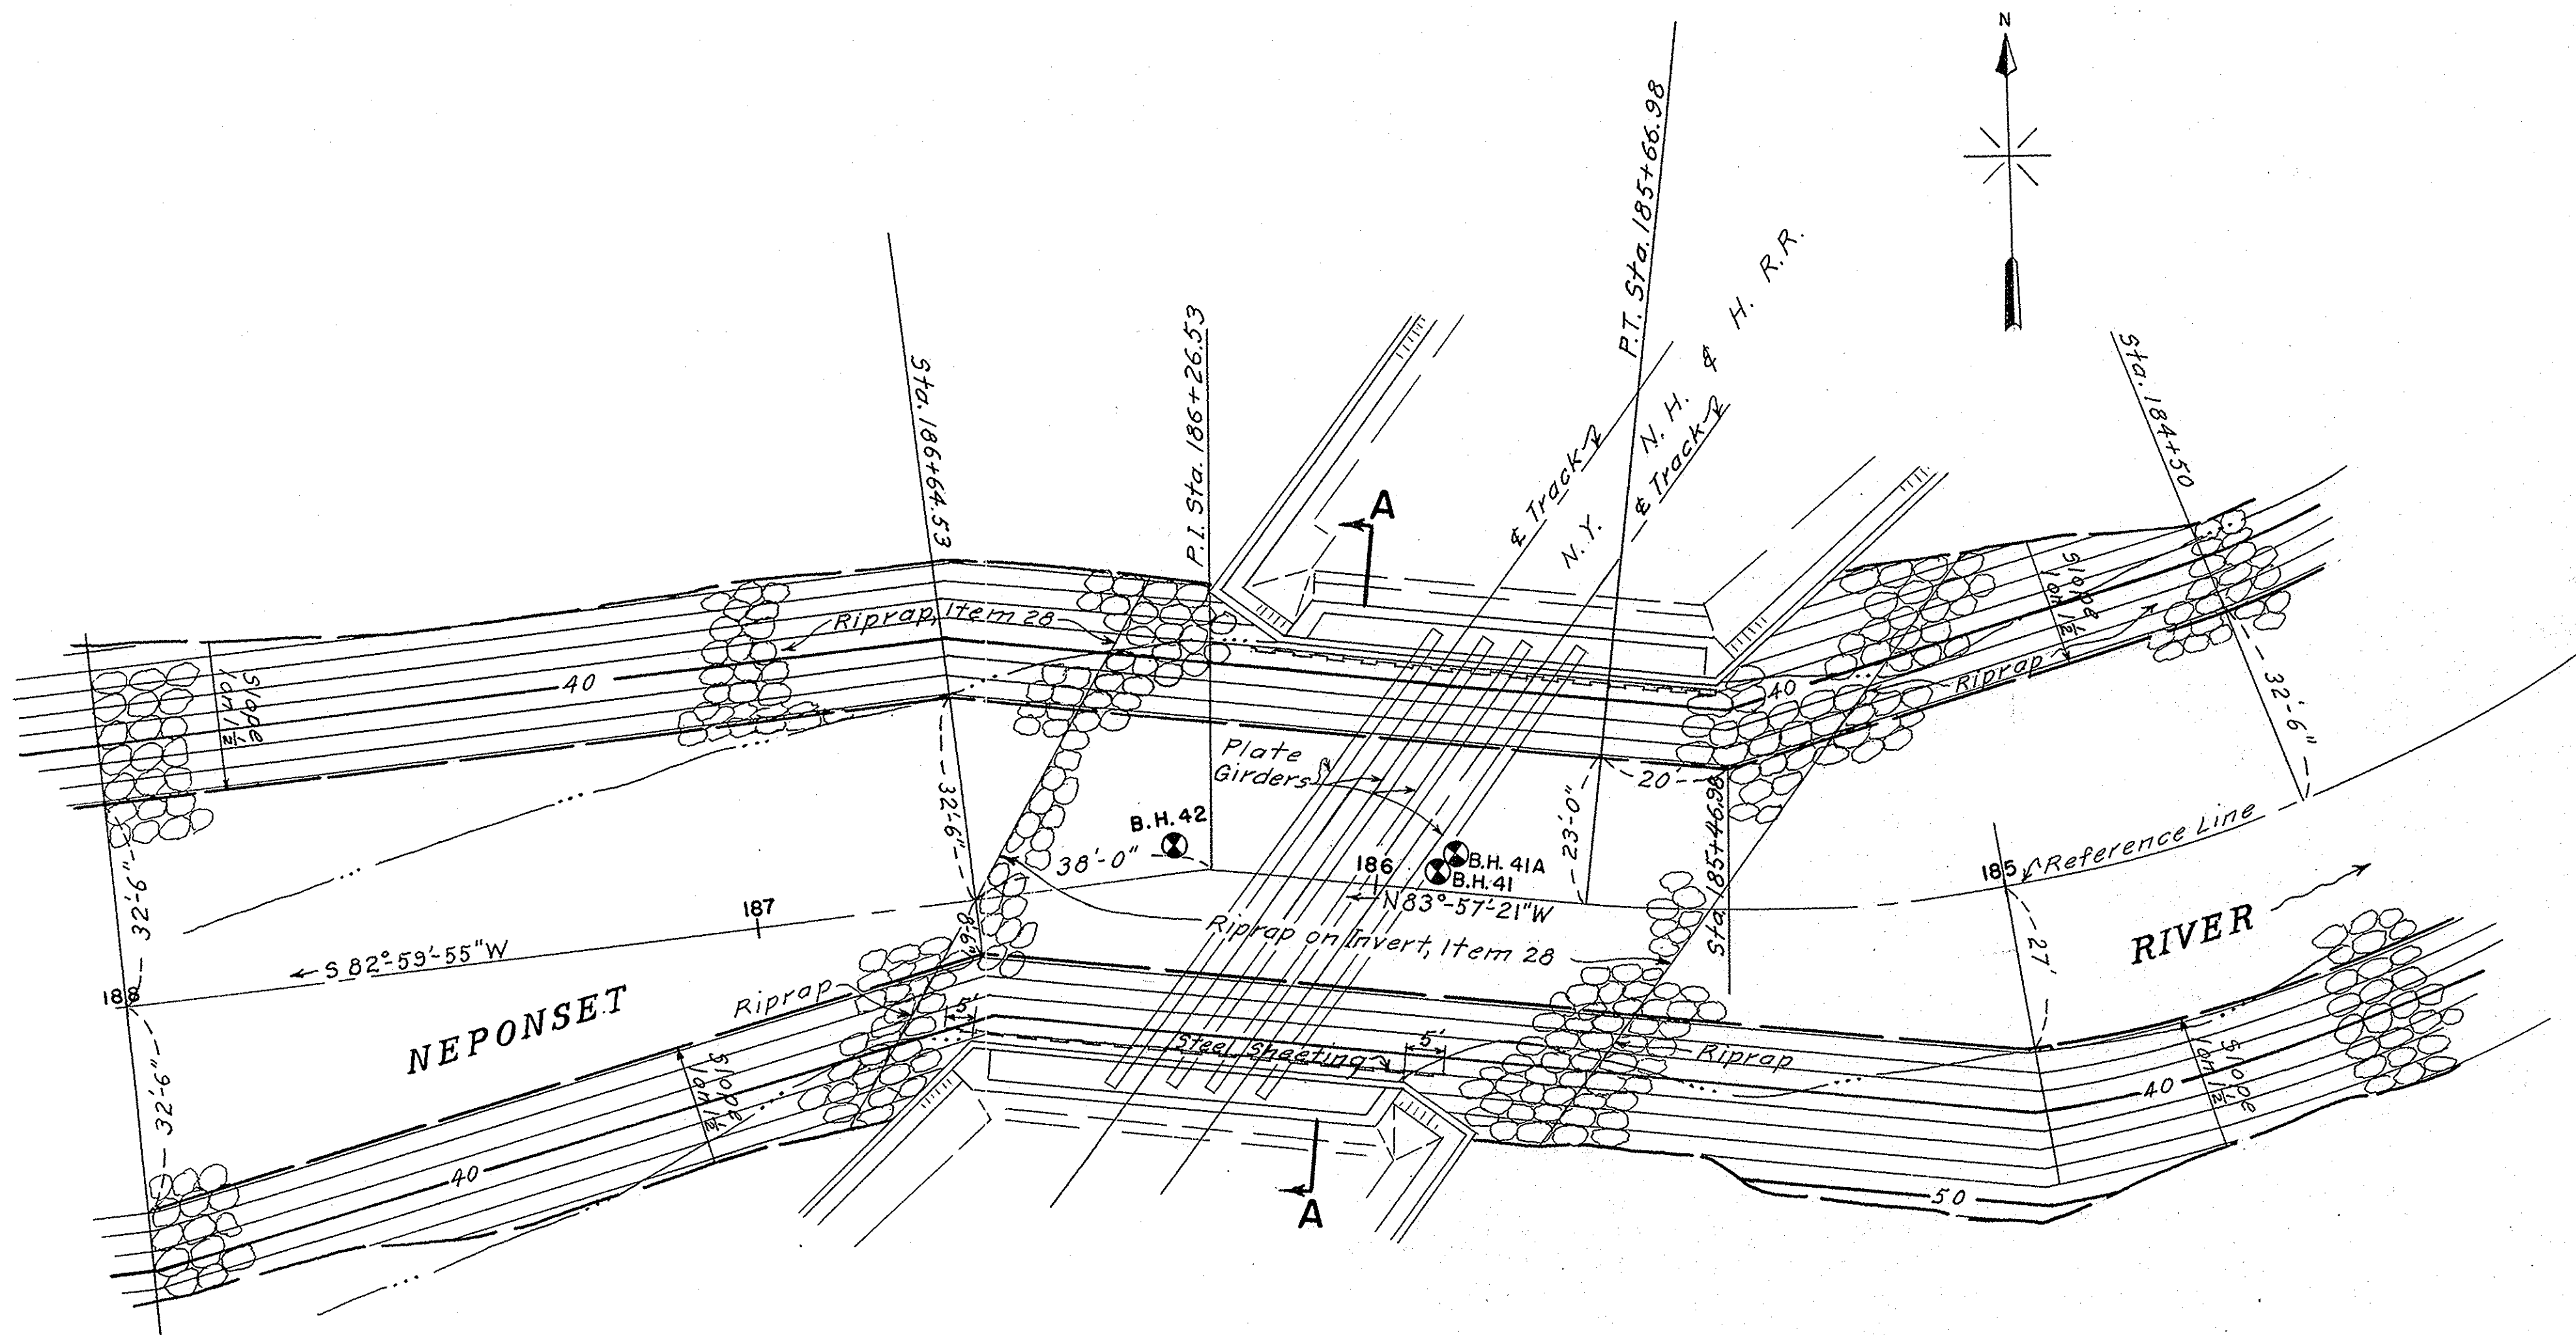 N
P.T. Sta. 185+66.98
N.Y. N.H. & H. R.R.
Sta. 186+64.53
P.I. Sta. 186+26.53
Sta. 184+50
℄ Track
℄ Track
A
Riprap, Item 28
40
Slope
1 on 1½
40
Slope
1 on 1½
Riprap
32'-6"
Plate
Girders
20'
B.H. 42
32'-6"
38'-0"
186
B.H. 41A
B.H. 41
23'-0"
Sta. 185+46.98
185
Reference Line
N 83°-57'-21" W
32'-6"
187
8'-6"
Riprap on Invert, Item 28
27'
RIVER
S 82°-59'-55" W
188
NEPONSET
Riprap
5'
Steel Sheeting
5'
Riprap
32'-6"
Slope
1 on 1½
40
Slope
1 on 1½
40
50
A